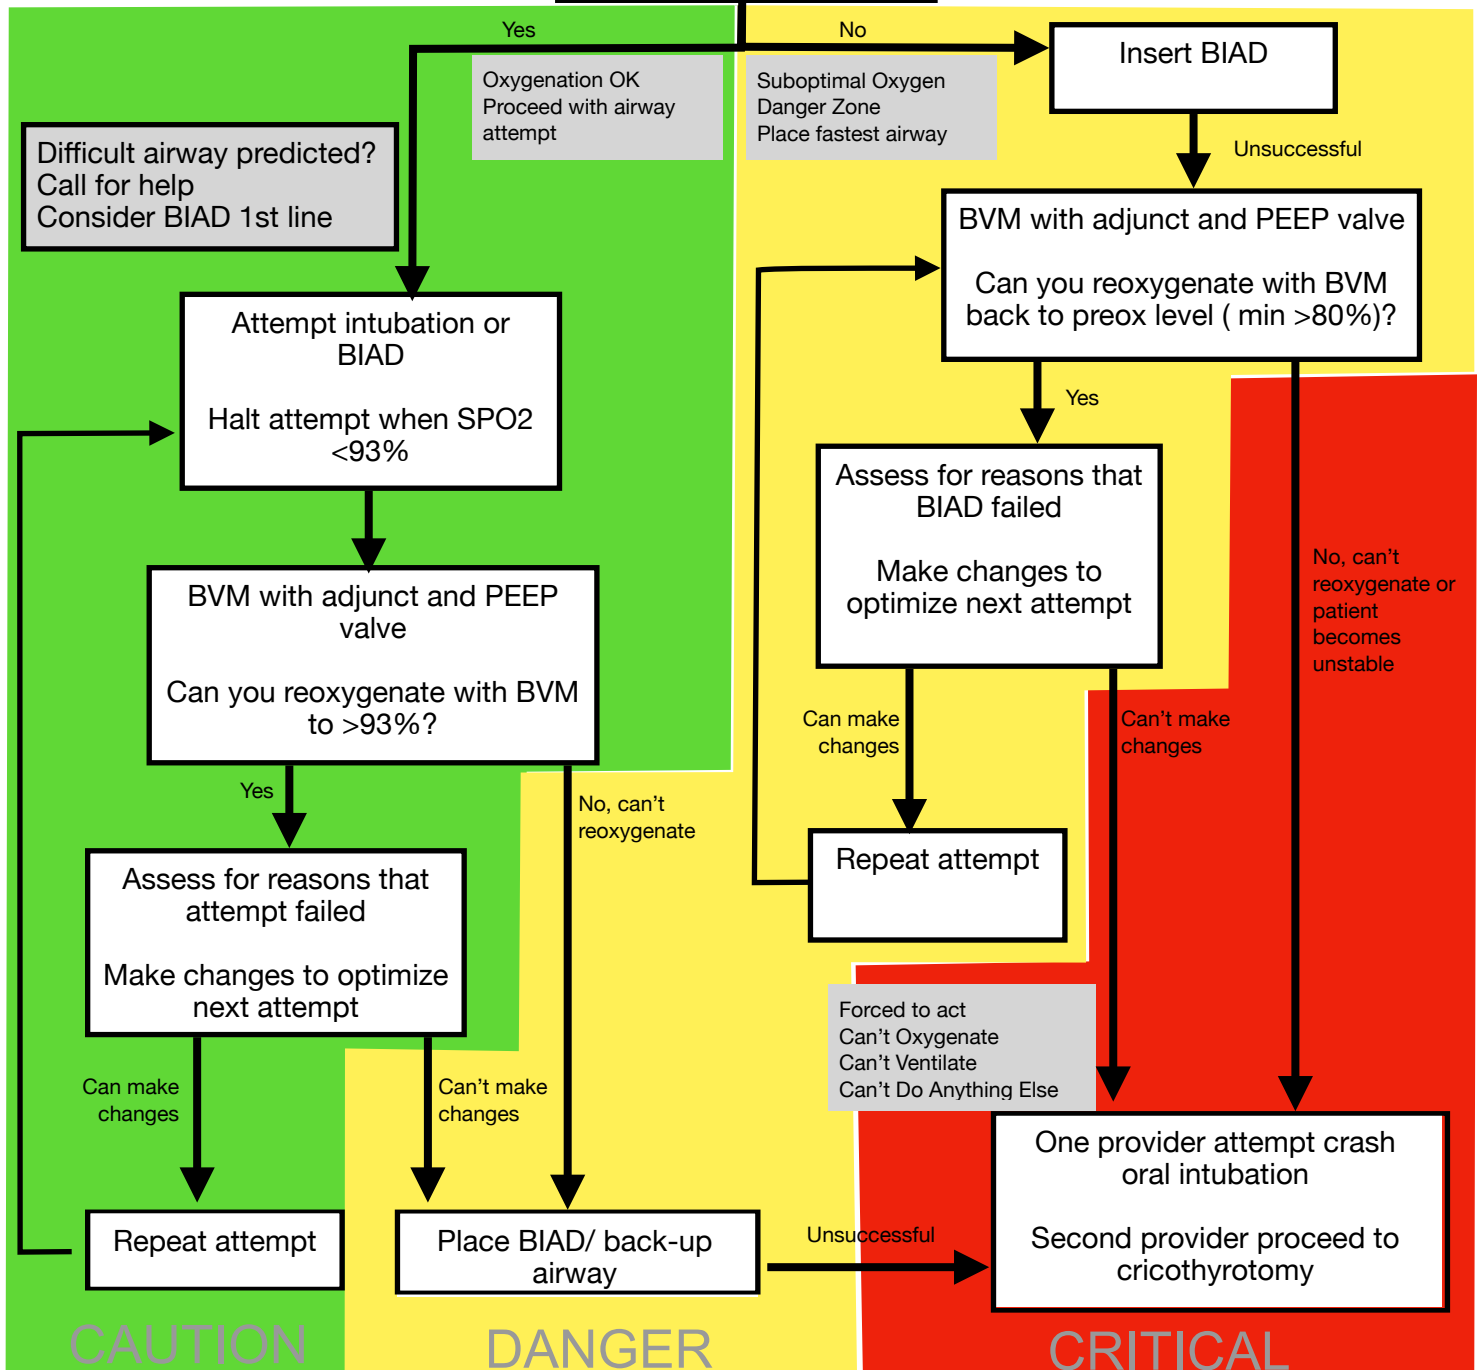 Yes
No
Oxygenation OK
Proceed with airway
attempt
Suboptimal Oxygen
Danger Zone
Place fastest airway
Insert BIAD
Unsuccessful
Difficult airway predicted?
Call for help
Consider BIAD 1st line
BVM with adjunct and PEEP valve
Can you reoxygenate with BVM
back to preox level ( min >80%)?
Attempt intubation or
BIAD
Halt attempt when SPO2
<93%
Yes
Assess for reasons that
BIAD failed
Make changes to
optimize next attempt
No, can't
reoxygenate or
patient
becomes
unstable
BVM with adjunct and PEEP
valve
Can you reoxygenate with BVM
to >93%?
Can make
changes
Can't make
changes
Yes
No, can't
reoxygenate
Repeat attempt
Assess for reasons that
attempt failed
Make changes to optimize
next attempt
Forced to act
Can't Oxygenate
Can't Ventilate
Can't Do Anything Else
Can make
changes
Can't make
changes
One provider attempt crash
oral intubation
Second provider proceed to
cricothyrotomy
Repeat attempt
Place BIAD/ back-up
airway
Unsuccessful
CAUTION
DANGER
CRITICAL